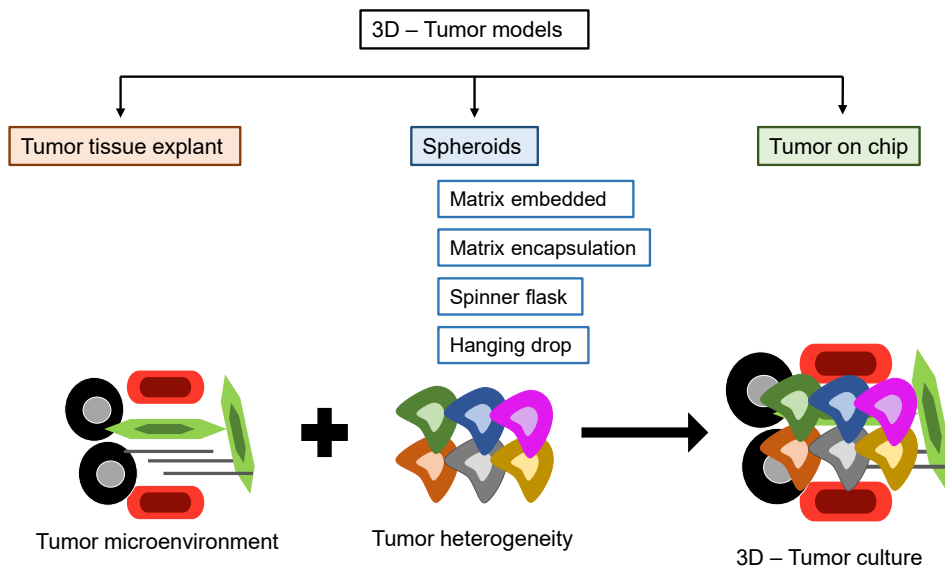 3D – Tumor models
Tumor tissue explant
Spheroids
Tumor on chip
Matrix embedded
Matrix encapsulation
Spinner flask
Hanging drop
Tumor microenvironment
Tumor heterogeneity
3D – Tumor culture